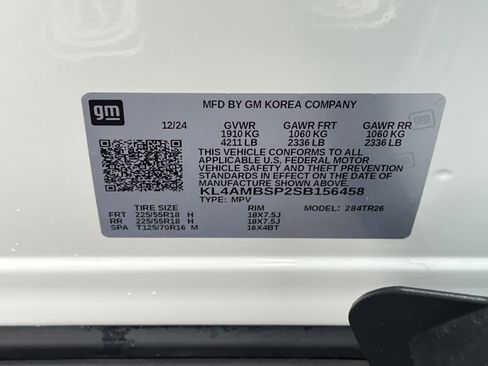 gm
MFD BY GM KOREA COMPANY
12/24 GVWR GAWR FRT GAWR RR
1910 KG 1060 KG 1060 KG
4211 LB 2336 LB 2336 LB
THIS VEHICLE CONFORMS TO ALL
APPLICABLE U.S. FEDERAL MOTOR
VEHICLE SAFETY AND THEFT PREVENTION
STANDARDS IN EFFECT ON THE DATE OF
MANUFACTURE SHOWN ABOVE.
KL4AMBSP2SB156458
TYPE: MPV
TIRE SIZE RIM MODEL: 284TR26
FRT 225/55R18 H 18X7.5J
RR 225/55R18 H 18X7.5J
SPA T125/70R16 M 16X4BT